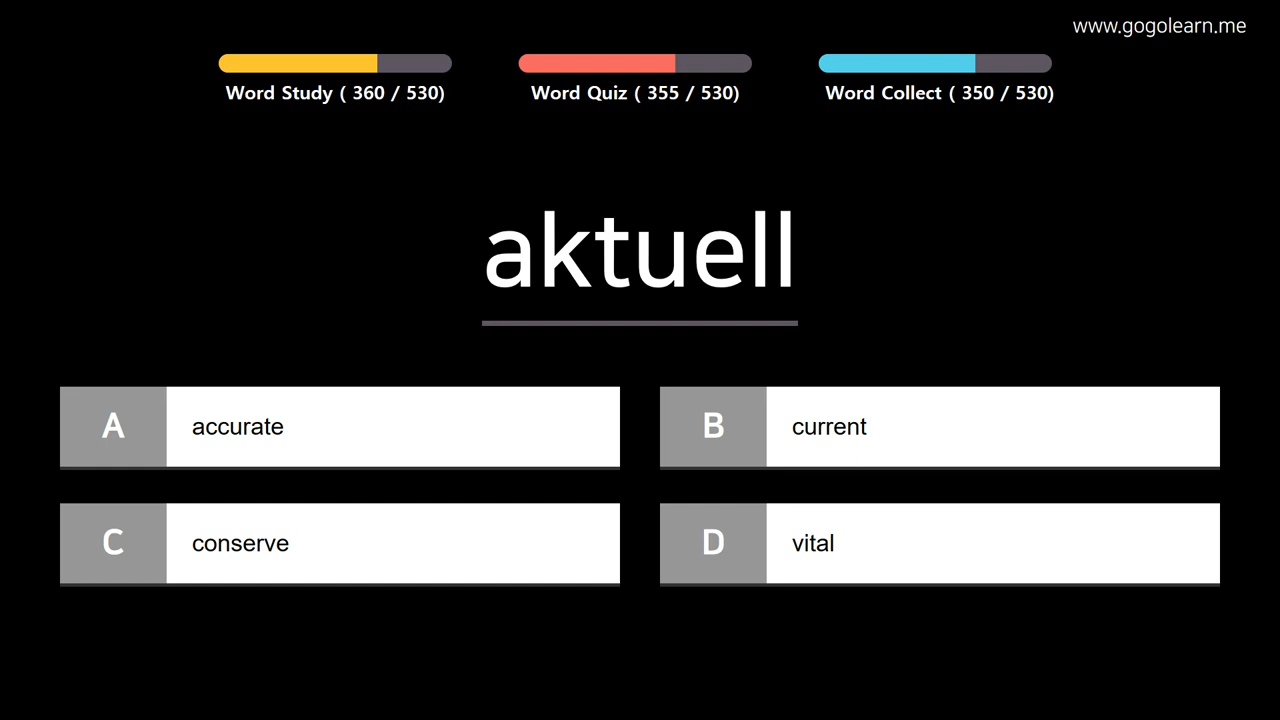 www.gogolearn.me
Word Study ( 360 / 530)
Word Quiz ( 355 / 530)
Word Collect ( 350 / 530)
aktuell
A accurate
B current
C conserve
D vital